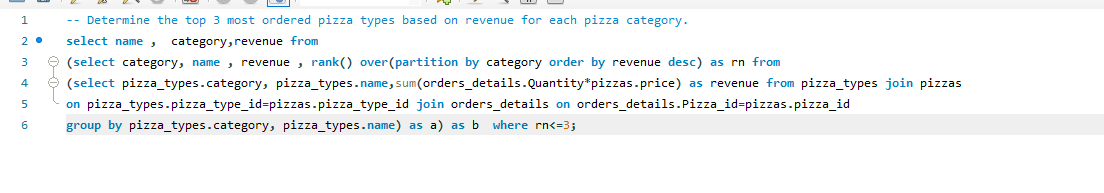 1 -- Determine the top 3 most ordered pizza types based on revenue for each pizza category.
2 select name ,  category,revenue from
3 (select category, name , revenue , rank() over(partition by category order by revenue desc) as rn from
4 (select pizza_types.category, pizza_types.name,sum(orders_details.Quantity*pizzas.price) as revenue from pizza_types join pizzas
5 on pizza_types.pizza_type_id=pizzas.pizza_type_id join orders_details on orders_details.Pizza_id=pizzas.pizza_id
6 group by pizza_types.category, pizza_types.name) as a) as b  where rn<=3;